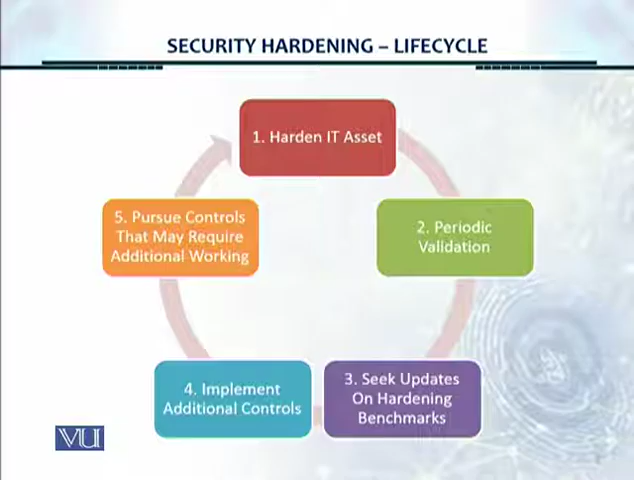 SECURITY HARDENING – LIFECYCLE
1. Harden IT Asset
2. Periodic
Validation
3. Seek Updates
On Hardening
Benchmarks
4. Implement
Additional Controls
5. Pursue Controls
That May Require
Additional Working
VU